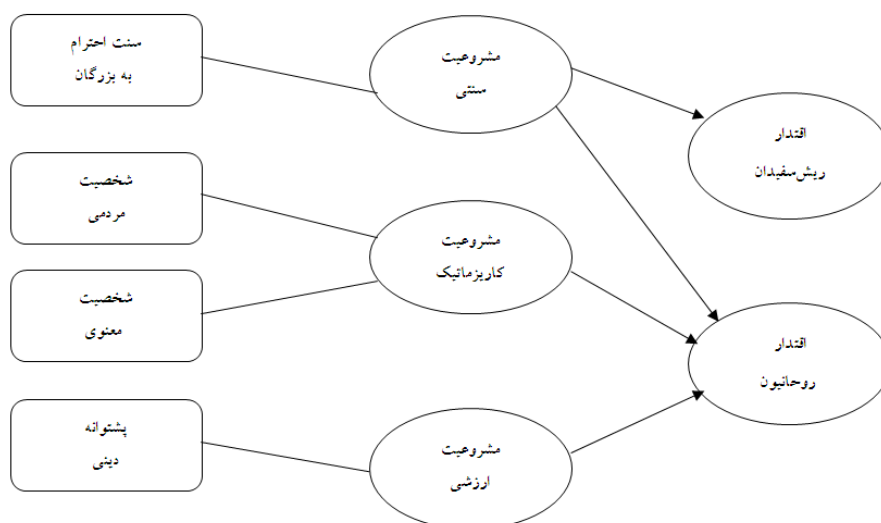 سنت احترام
به بزرگان
مشروعیت
سنتی
اقتدار
ریش‌سفیدان
شخصیت
مردمی
مشروعیت
کاریزماتیک
شخصیت
معنوی
اقتدار
روحانیون
پشتوانه
دینی
مشروعیت
ارزشی